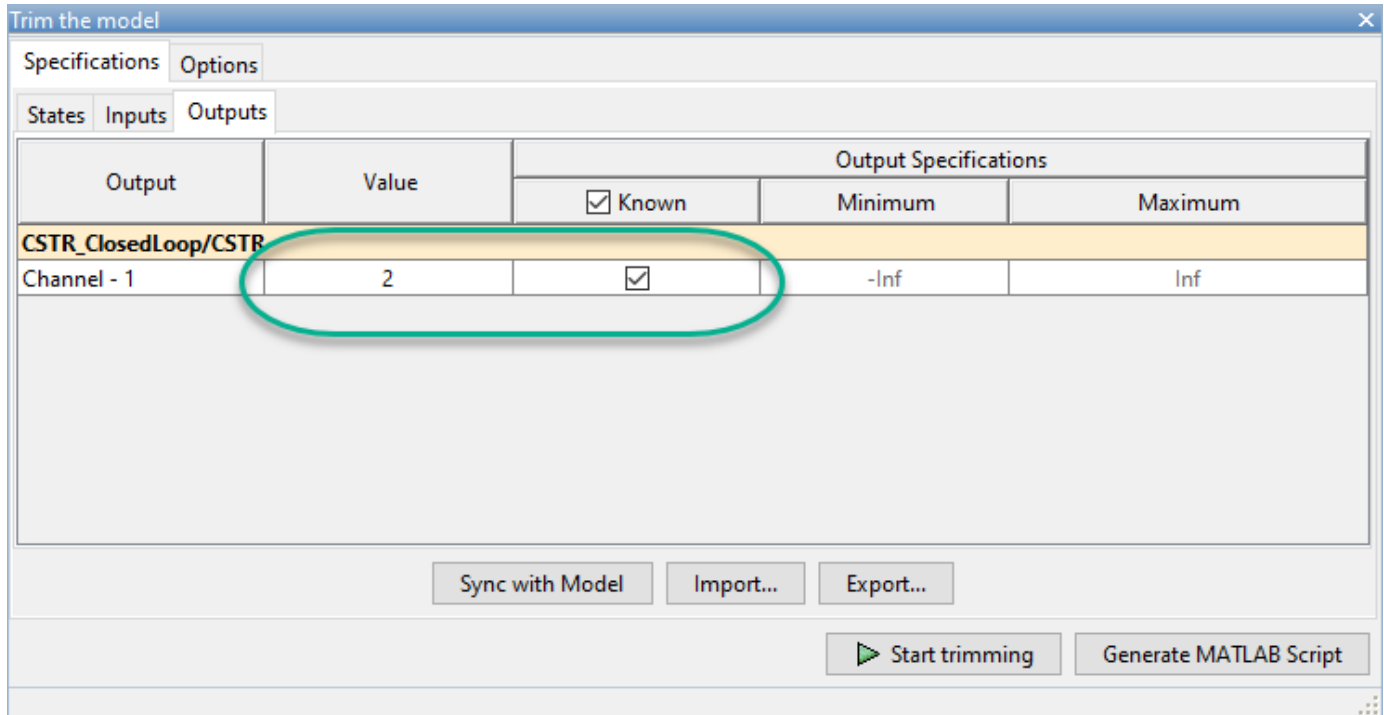 Trim the model
Specifications Options
States Inputs Outputs
Output Value Output Specifications
Known Minimum Maximum
CSTR_ClosedLoop/CSTR
Channel - 1 2 -Inf Inf
Sync with Model Import... Export...
Start trimming Generate MATLAB Script